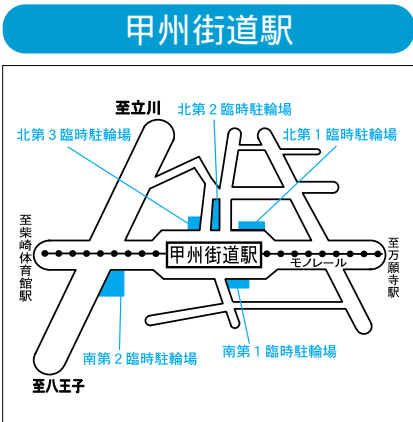 甲州街道駅
至立川
北第2臨時駐輪場
北第3臨時駐輪場
北第1臨時駐輪場
至柴崎体育館駅
甲州街道駅
モノレール
至万願寺駅
南第2臨時駐輪場
南第1臨時駐輪場
至八王子